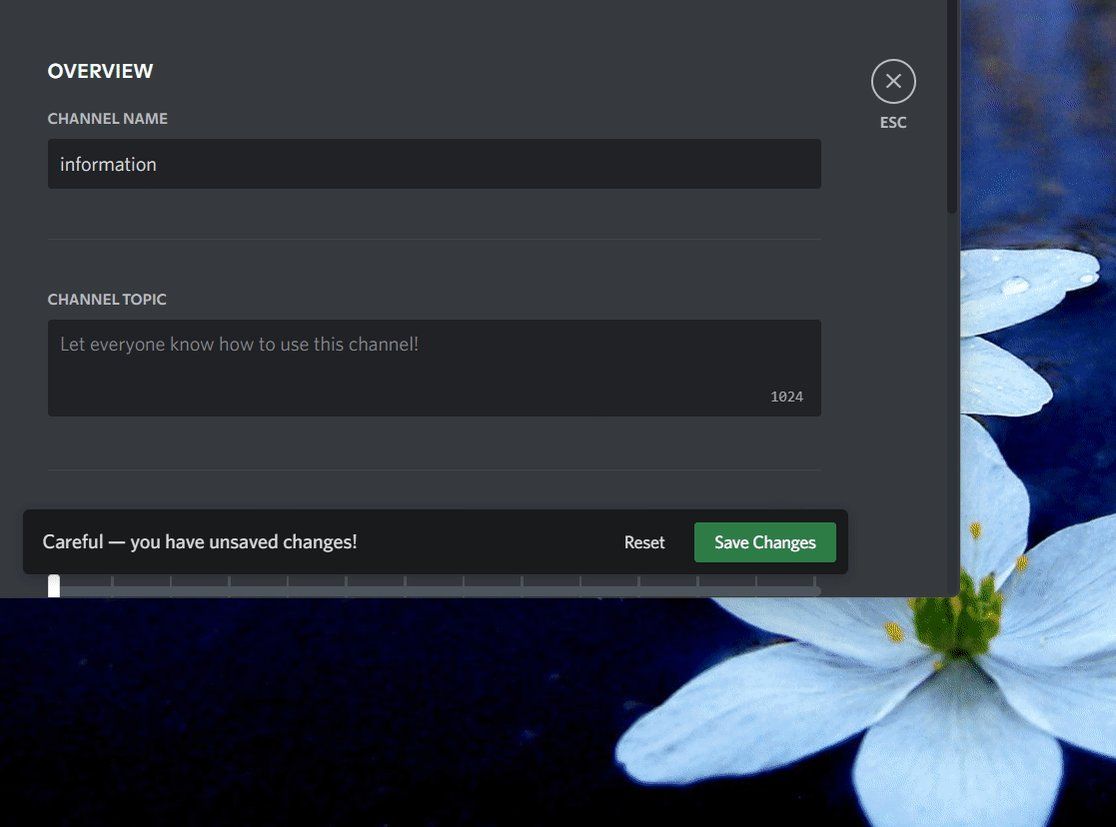 OVERVIEW
ESC
CHANNEL NAME
information
CHANNEL TOPIC
Let everyone know how to use this channel!
1024
Careful — you have unsaved changes!
Reset
Save Changes